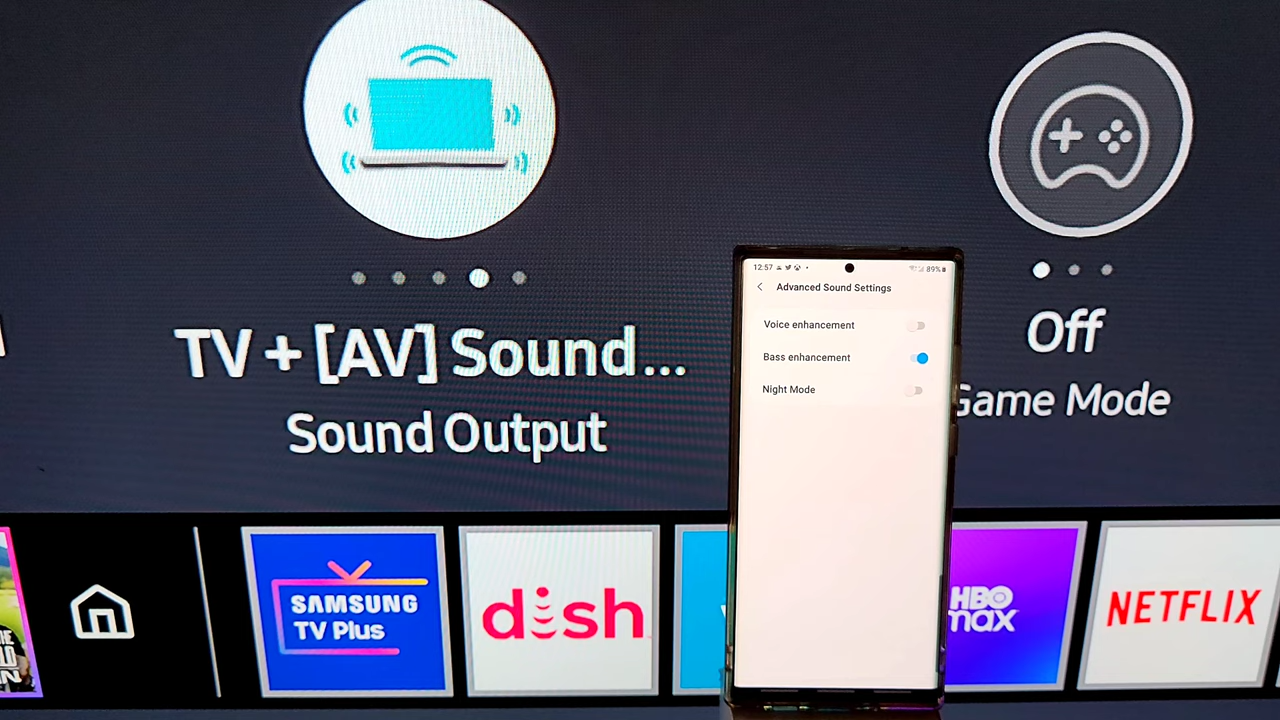 TV + [AV] Sound...
Sound Output
12:57
89%
Advanced Sound Settings
Voice enhancement
Bass enhancement
Night Mode
Off
Game Mode
SAMSUNG
TV Plus
dish
HBO
max
NETFLIX